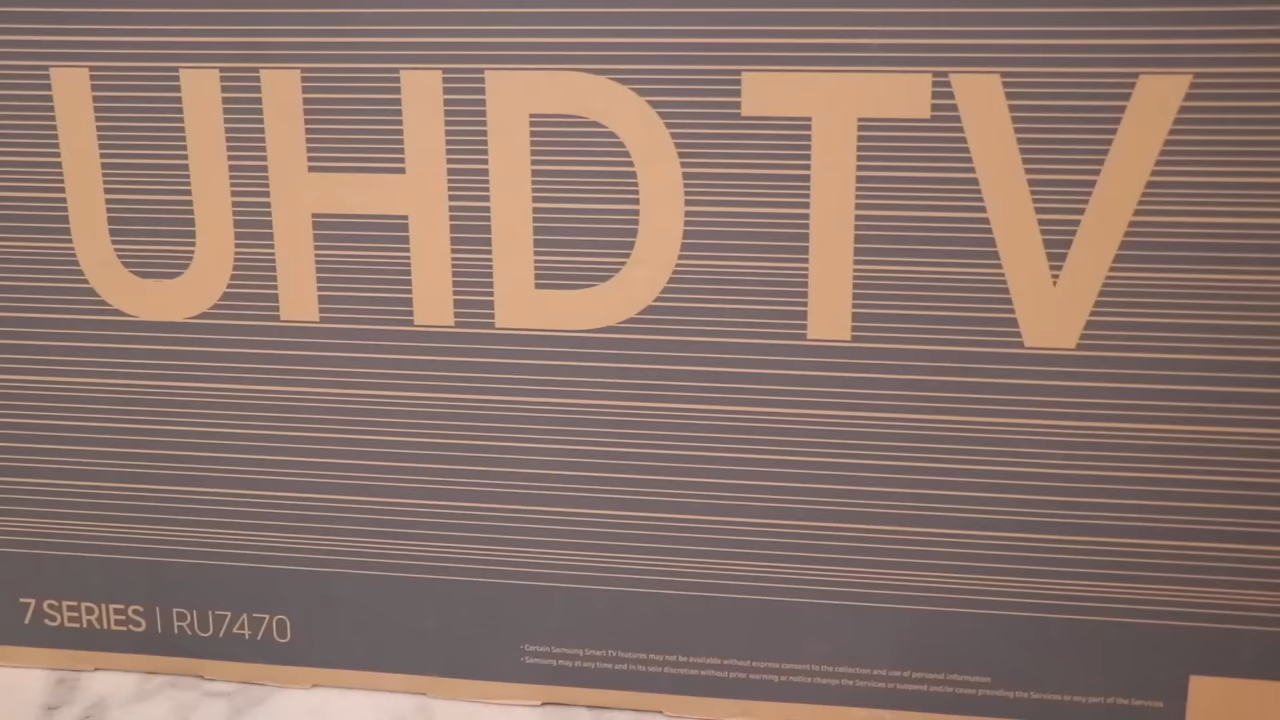 UHD TV
7 SERIES | RU7470
• Certain Samsung Smart TV features may not be available without express consent to the collection and use of personal information
• Samsung may at any time and in its sole discretion without prior warning or notice change the Services or suspend and/or cease providing the Services or any part of the Services